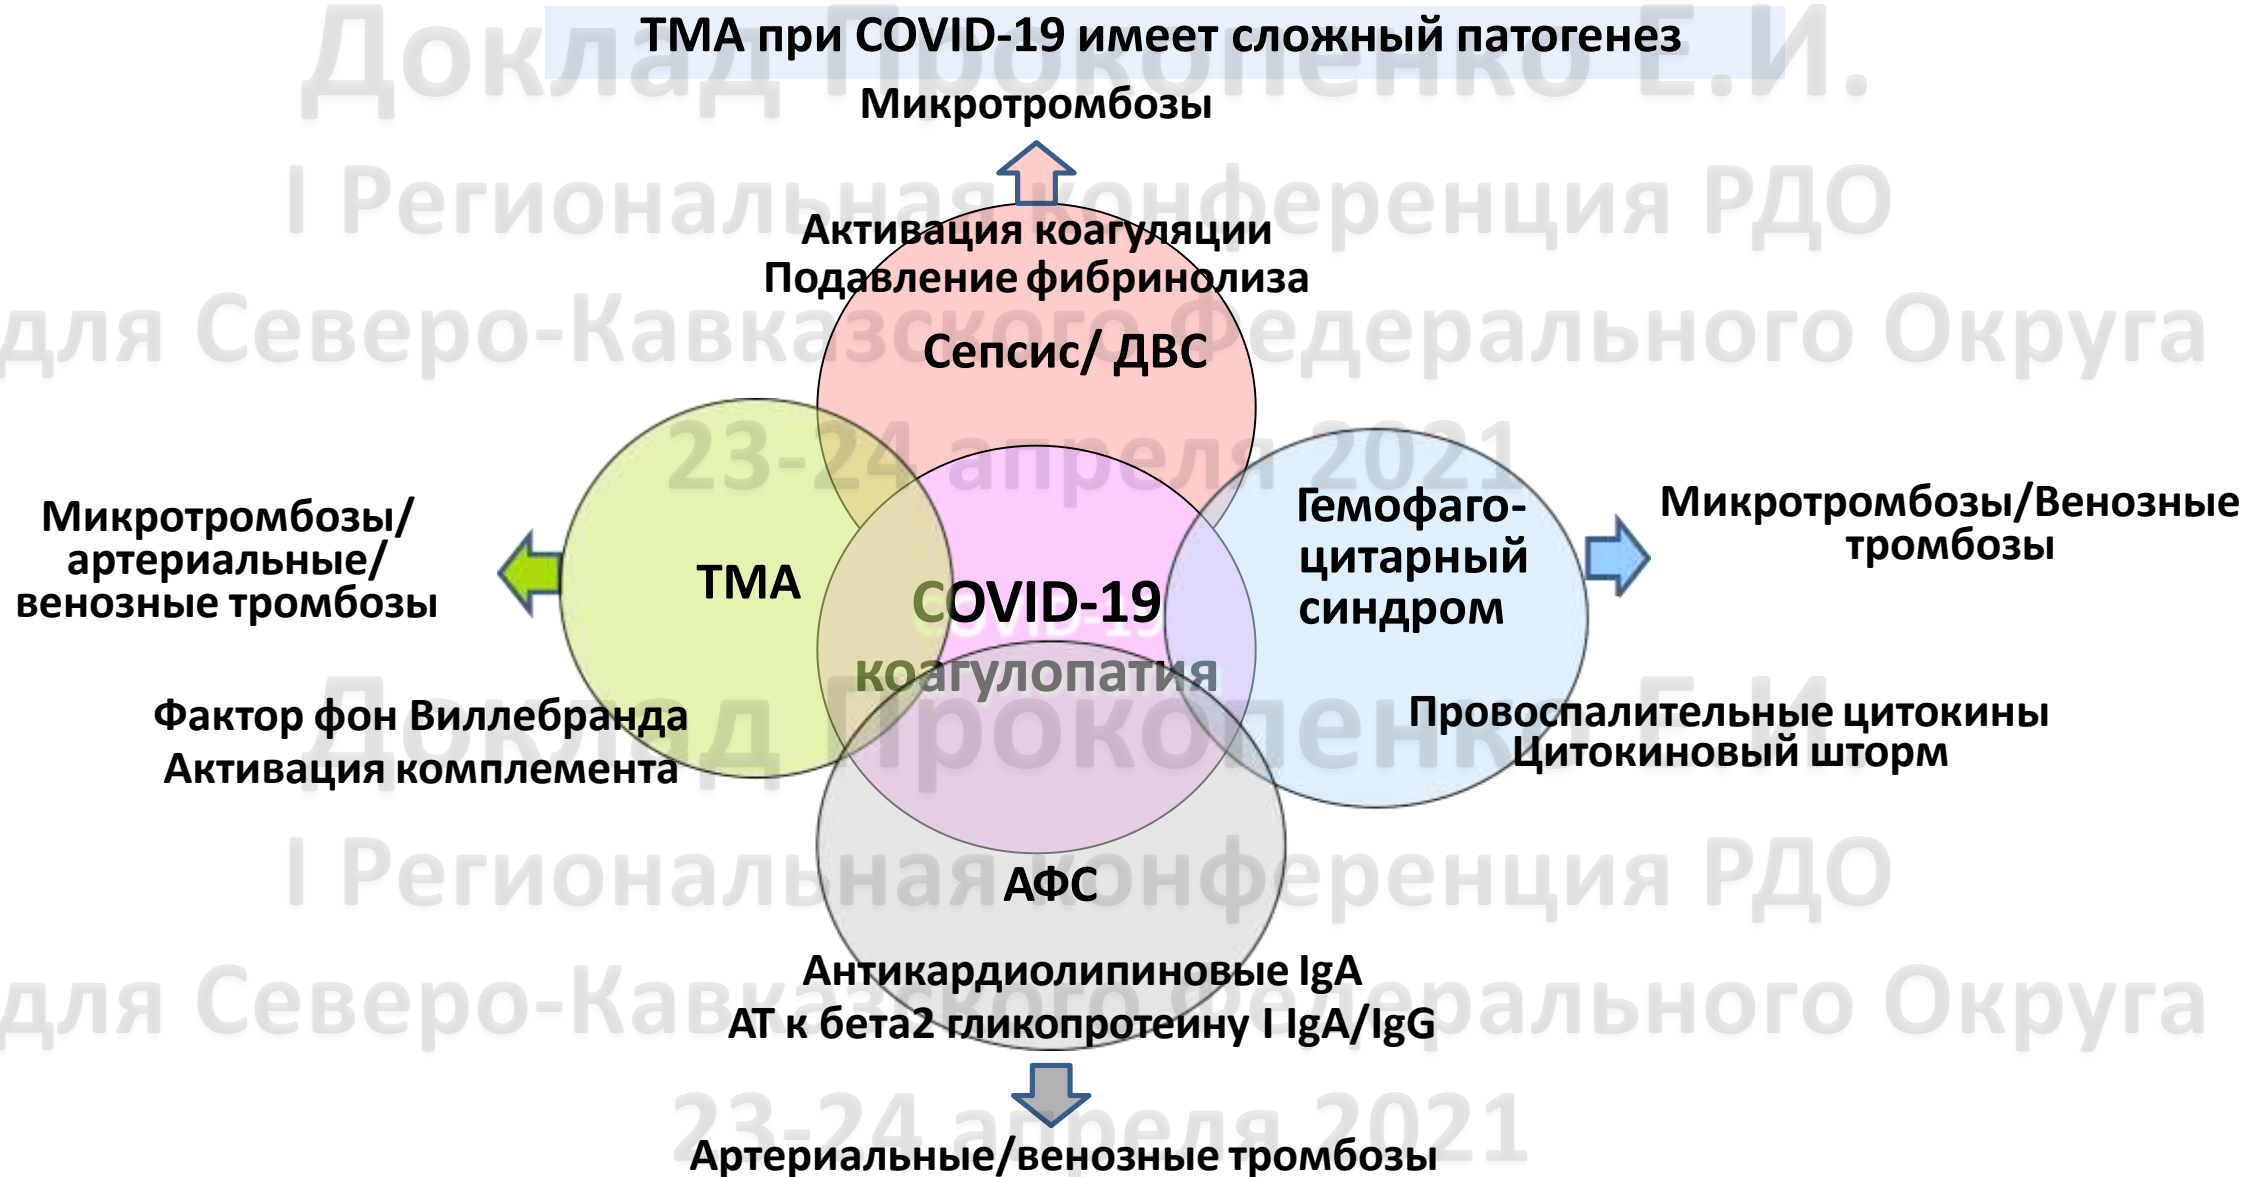 ТМА при COVID-19 имеет сложный патогенез
Микротромбозы
Активация коагуляции
Подавление фибринолиза
Сепсис/ ДВС
Микротромбозы/
артериальные/
венозные тромбозы
ТМА
COVID-19
коагулопатия
Гемофаго-
цитарный
синдром
Микротромбозы/Венозные
тромбозы
Фактор фон Виллебранда
Активация комплемента
Провоспалительные цитокины
Цитокиновый шторм
АФС
Антикардиолипиновые IgA
АТ к бета2 гликопротеину I IgA/IgG
Артериальные/венозные тромбозы
Доклад Прокопенко Е.И.
I Региональная конференция РДО
для Северо-Кавказского Федерального Округа
23-24 апреля 2021
Доклад Прокопенко Е.И.
I Региональная конференция РДО
для Северо-Кавказского Федерального Округа
23-24 апреля 2021